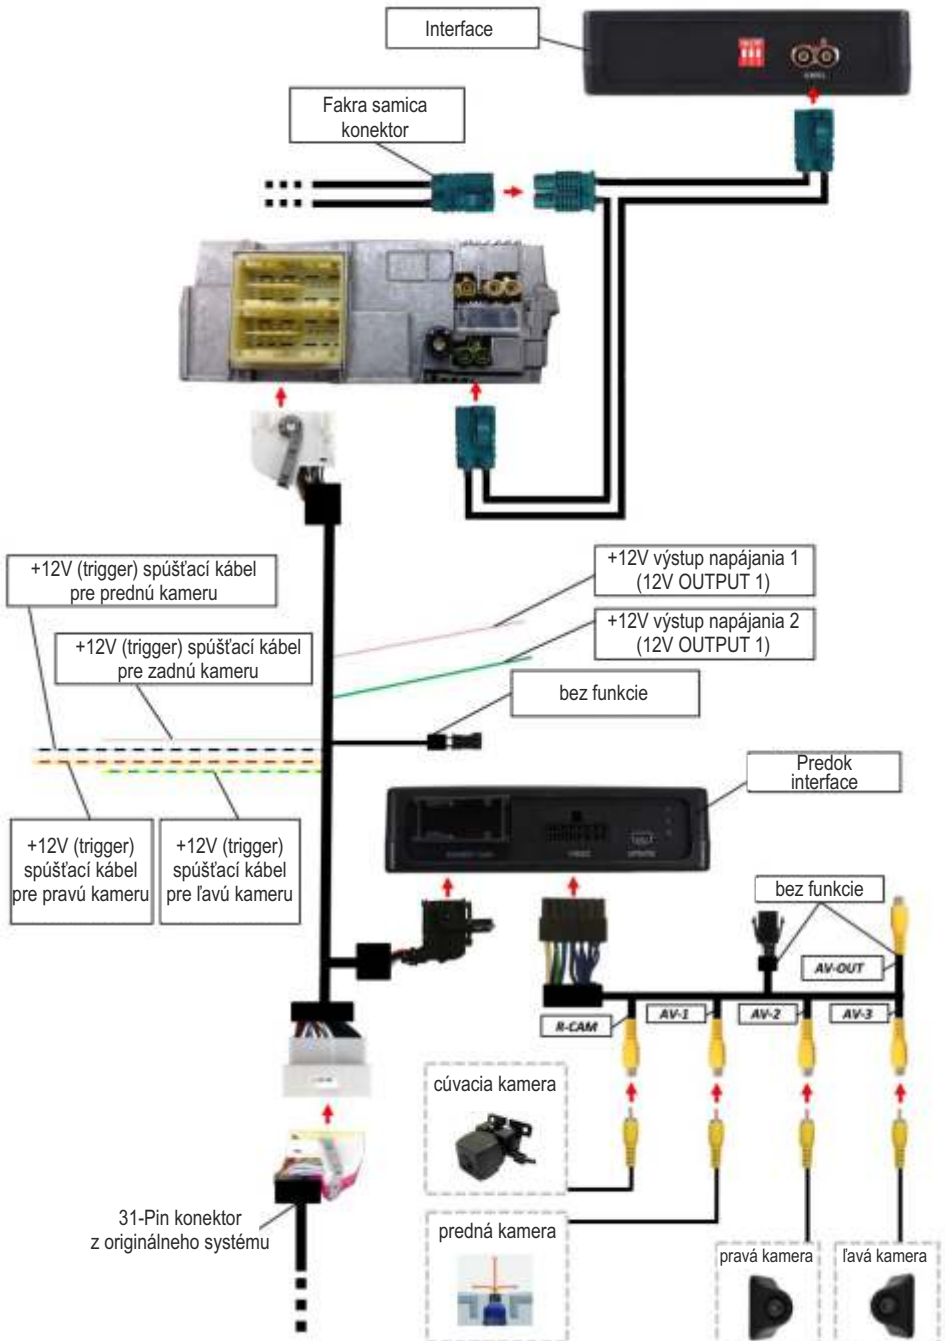 Interface
Fakra samica
konektor
+12V (trigger) spúšťací kábel
pre prednú kameru
+12V výstup napájania 1
(12V OUTPUT 1)
+12V (trigger) spúšťací kábel
pre zadnú kameru
+12V výstup napájania 2
(12V OUTPUT 1)
bez funkcie
Predok
interface
+12V (trigger)
spúšťací kábel
pre pravú kameru
+12V (trigger)
spúšťací kábel
pre ľavú kameru
bez funkcie
AV-OUT
R-CAM
AV-1
AV-2
AV-3
cúvacia kamera
31-Pin konektor
z originálneho systému
predná kamera
pravá kamera
ľavá kamera